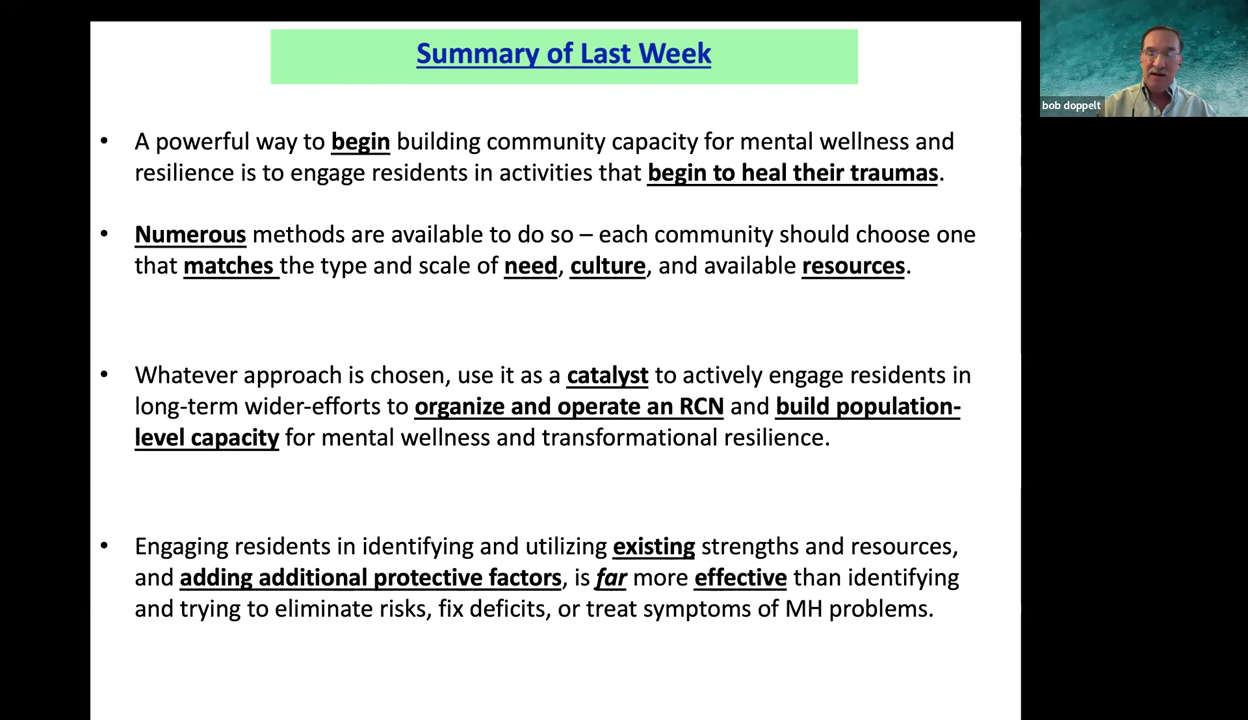 Summary of Last Week
bob doppelt
• A powerful way to begin building community capacity for mental wellness and
resilience is to engage residents in activities that begin to heal their traumas.
• Numerous methods are available to do so – each community should choose one
that matches the type and scale of need, culture, and available resources.
• Whatever approach is chosen, use it as a catalyst to actively engage residents in
long-term wider-efforts to organize and operate an RCN and build population-
level capacity for mental wellness and transformational resilience.
• Engaging residents in identifying and utilizing existing strengths and resources,
and adding additional protective factors, is far more effective than identifying
and trying to eliminate risks, fix deficits, or treat symptoms of MH problems.